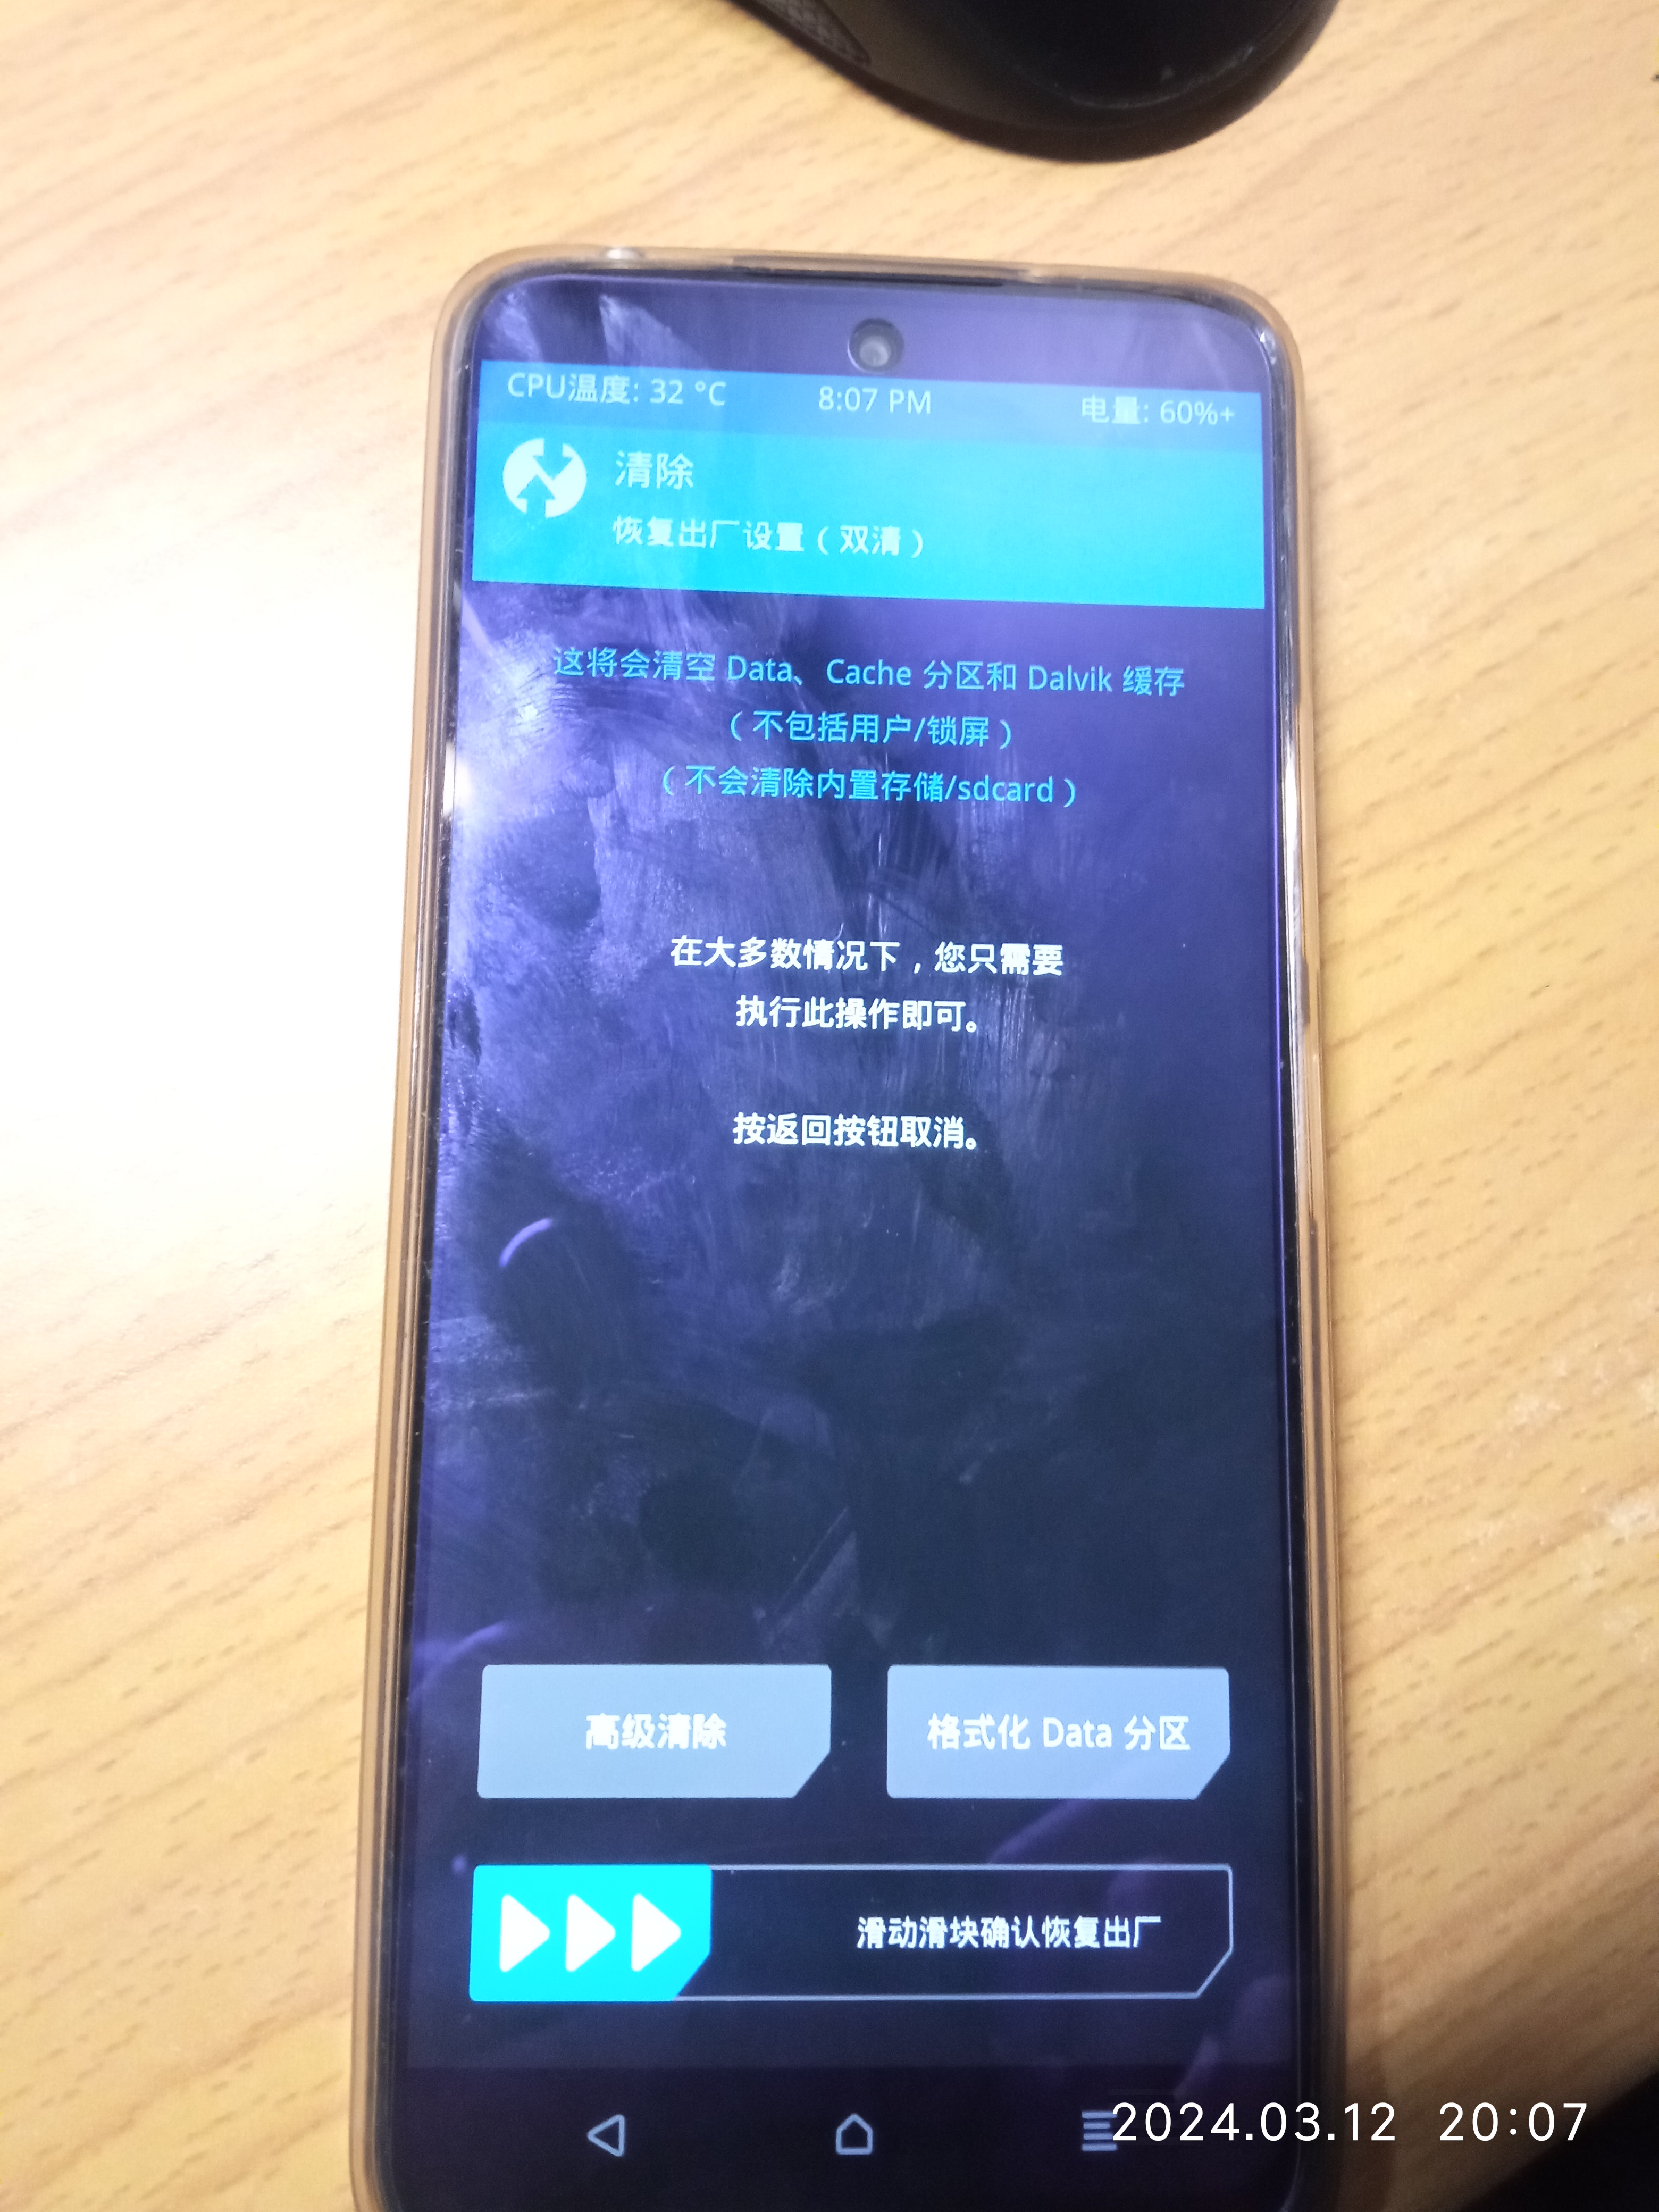 CPU温度: 32 °C 8:07 PM 电量: 60%+
清除
恢复出厂设置（双清）
这将会清空 Data、Cache 分区和 Dalvik 缓存
（不包括用户/锁屏）
（不会清除内置存储/sdcard）
在大多数情况下，您只需要
执行此操作即可。
按返回按钮取消。
高级清除 格式化 Data 分区
滑动滑块确认恢复出厂
2024.03.12 20:07